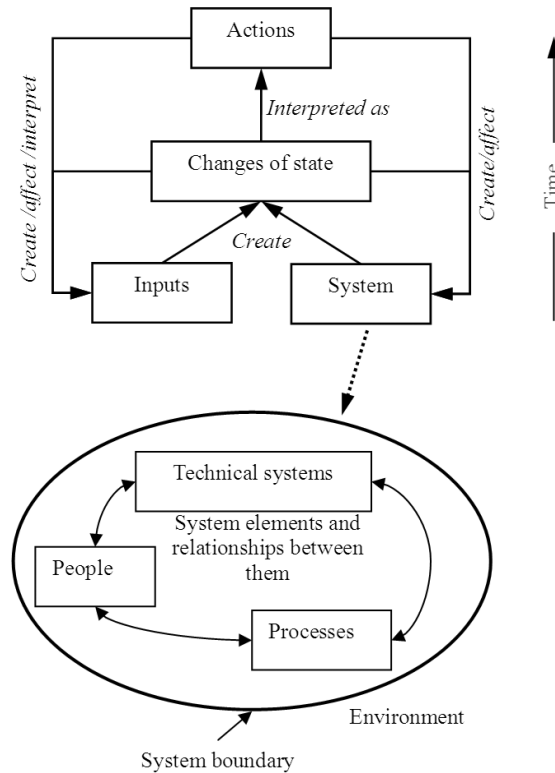 Actions
Create /affect /interpret
Interpreted as
Create/affect
Changes of state
Time
Create
Inputs
System
Technical systems
System elements and
relationships between
them
People
Processes
Environment
System boundary